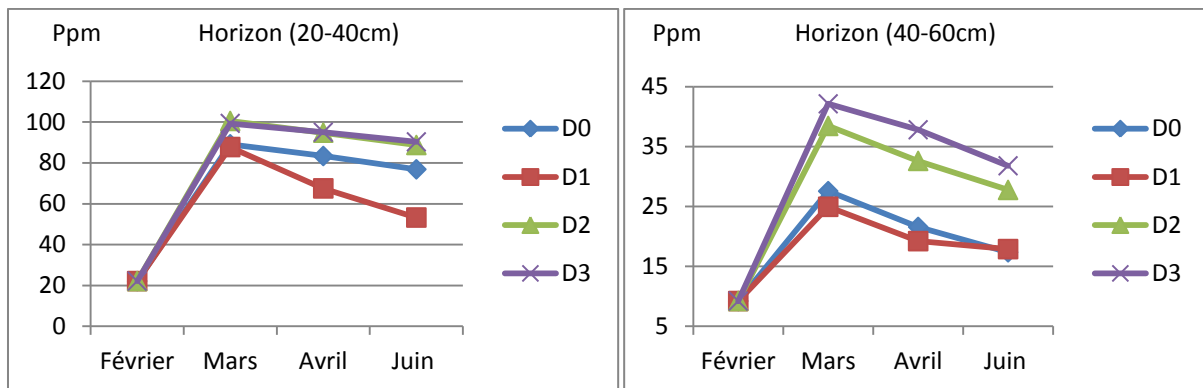 Ppm Horizon (20-40cm)
120
100
80
60
40
20
0
Février Mars Avril Juin
D0
D1
D2
D3
Ppm Horizon (40-60cm)
45
35
25
15
5
Février Mars Avril Juin
D0
D1
D2
D3